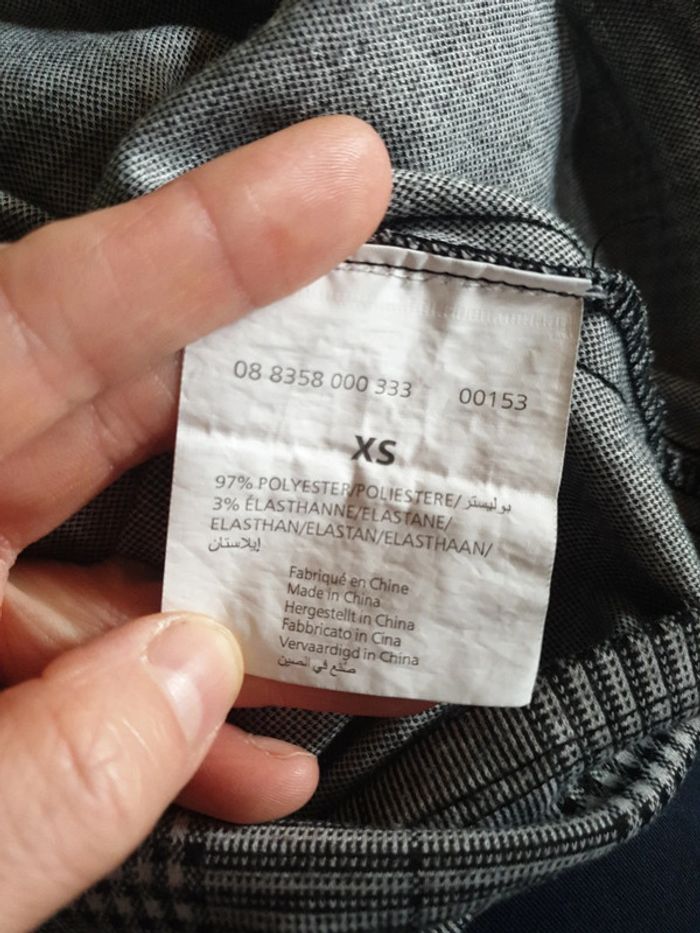 08 8358 000 333 00153
XS
97% POLYESTER/POLIESTERE/ بوليستر
3% ÉLASTHANNE/ELASTANE/
ELASTHAN/ELASTAN/ELASTHAAN/
إيلاستان
Fabriqué en Chine
Made in China
Hergestellt in China
Fabbricato in Cina
Vervaardigd in China
صنع في الصين